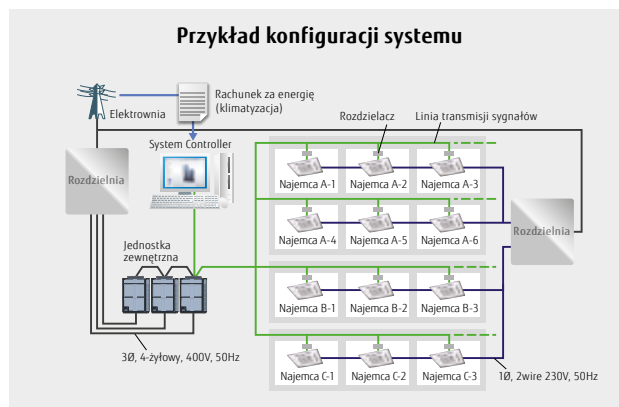 Przykład konfiguracji systemu
Elektrownia
Rachunek za energię
(klimatyzacja)
Rozdzielacz
Linia transmisji sygnałów
System Controller
Rozdzielnia
Najemca A-1
Najemca A-2
Najemca A-3
Najemca A-4
Najemca A-5
Najemca A-6
Rozdzielnia
Jednostka
zewnętrzna
Najemca B-1
Najemca B-2
Najemca B-3
3Ø, 4-żyłowy, 400V, 50Hz
Najemca C-1
Najemca C-2
Najemca C-3
1Ø, 2wire 230V, 50Hz